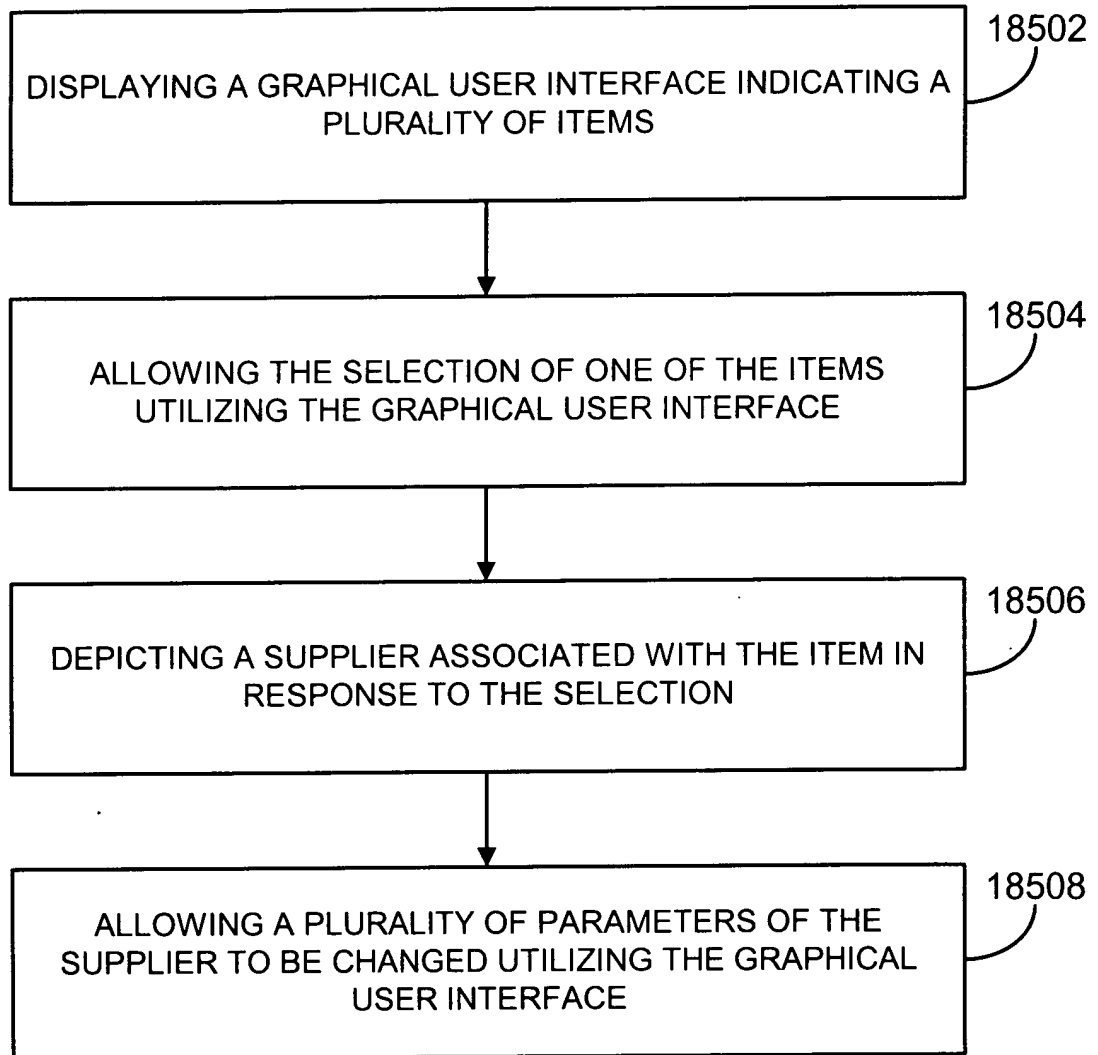 18502
DISPLAYING A GRAPHICAL USER INTERFACE INDICATING A
PLURALITY OF ITEMS
18504
ALLOWING THE SELECTION OF ONE OF THE ITEMS
UTILIZING THE GRAPHICAL USER INTERFACE
18506
DEPICTING A SUPPLIER ASSOCIATED WITH THE ITEM IN
RESPONSE TO THE SELECTION
18508
ALLOWING A PLURALITY OF PARAMETERS OF THE
SUPPLIER TO BE CHANGED UTILIZING THE GRAPHICAL
USER INTERFACE